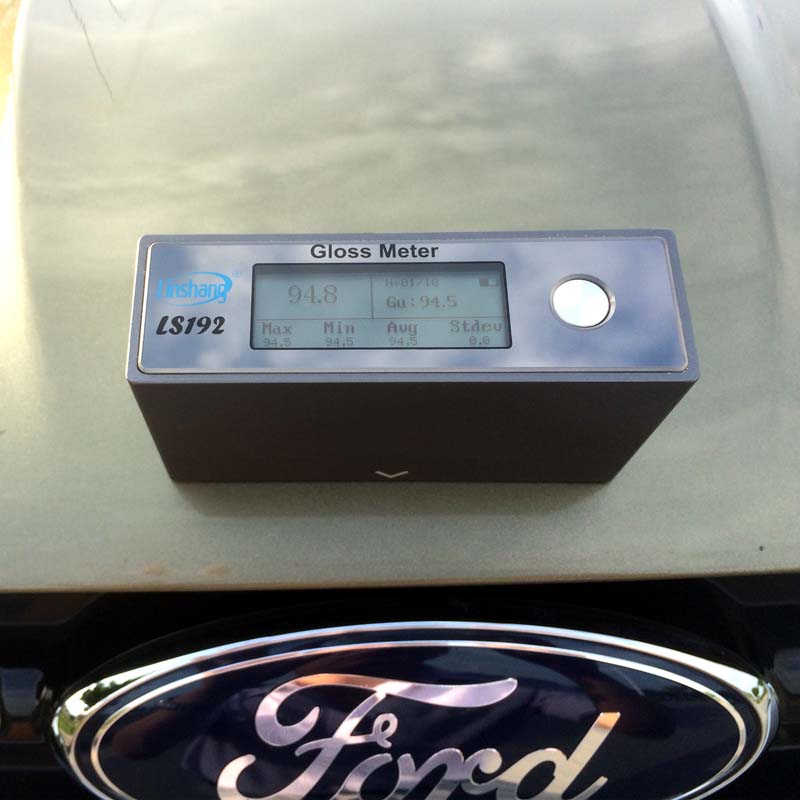 Gloss Meter
Linshang®
LS192
94.8
N=01/10
Gu:94.5
Max Min Avg Stdev
94.5 94.5 94.5 0.0
Ford